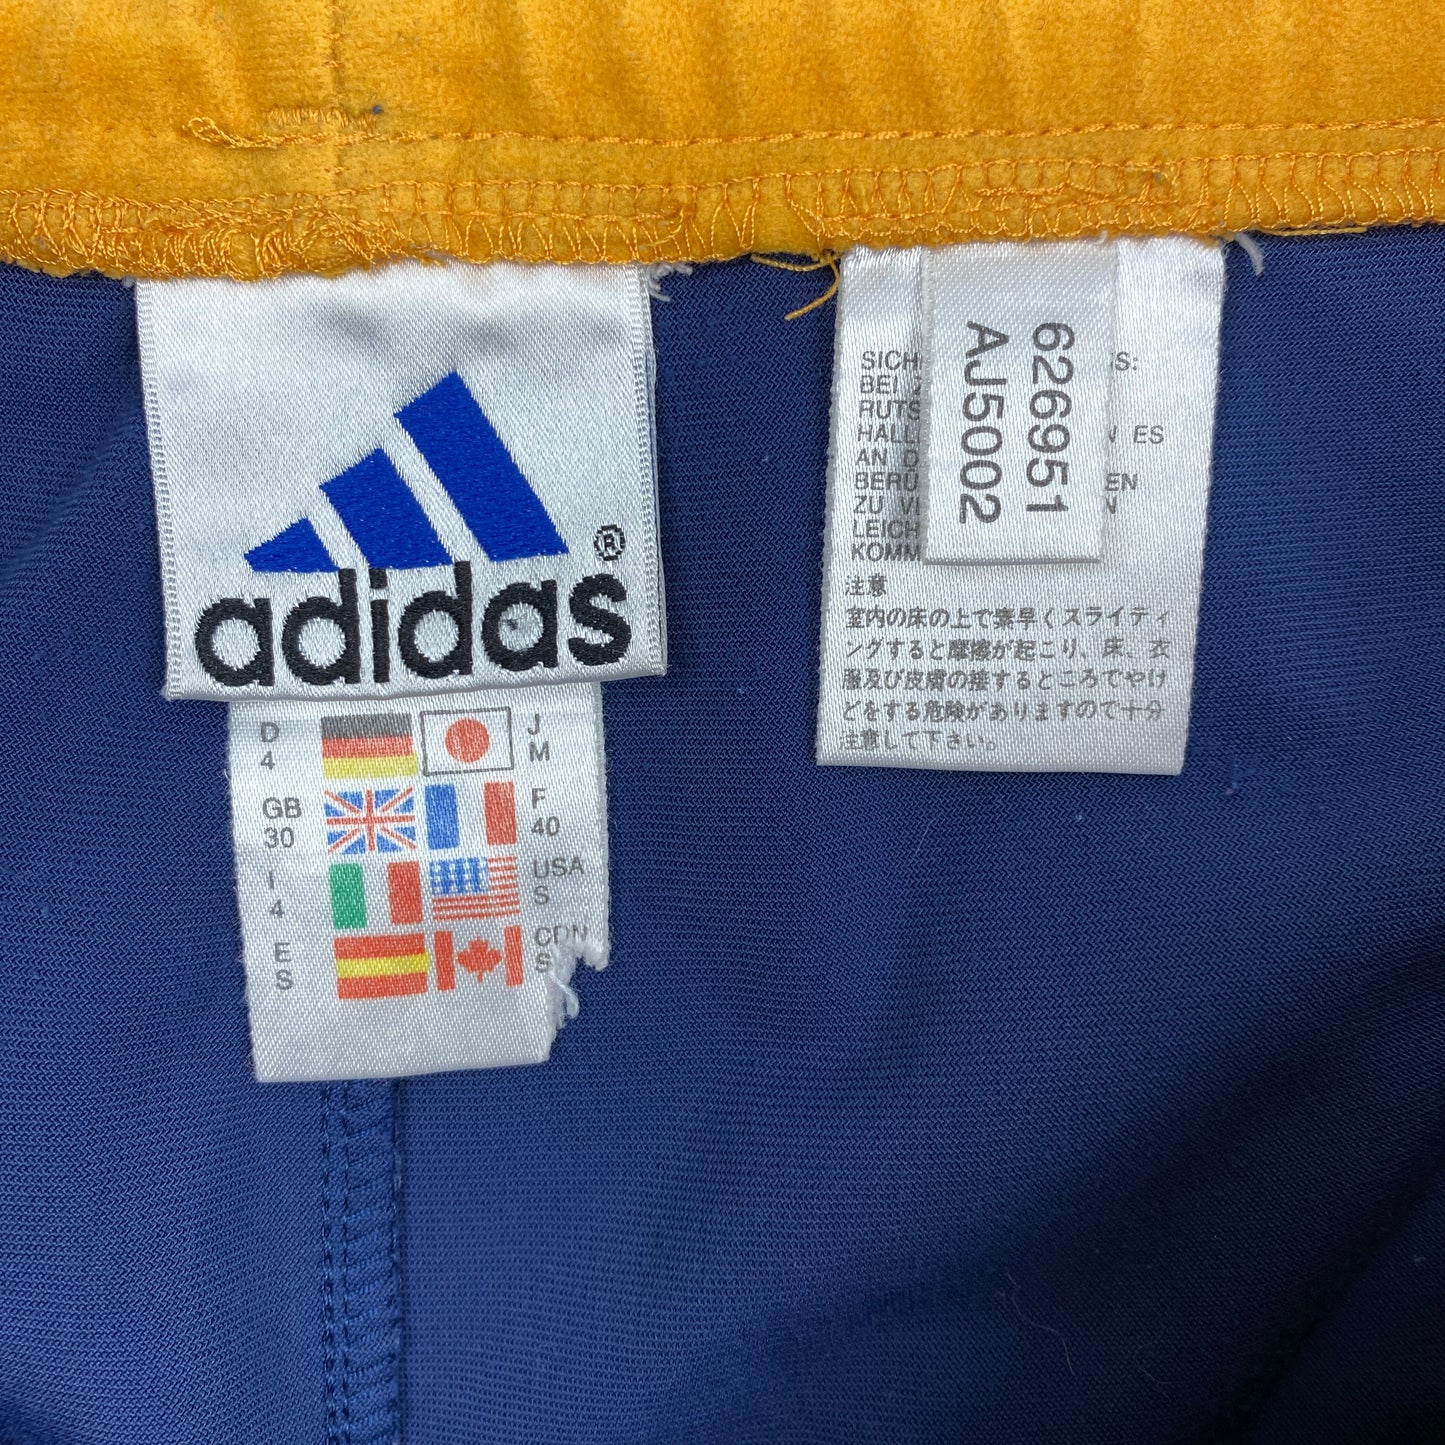 adidas®
D
4
J
M
GB
30
F
40
I
4
USA
S
ES
S
CDN
S
626951
AJ5002
SICH S:
BEI
RUTS
HALL N ES
AN
BERÜ EN
ZU VE N
LEICH
KOMM
注意
室内の床の上で素早くスライティ
ングすると摩擦が起こり、床、衣
服及び皮膚の接するところでやけ
どをする危険がありますので十分
注意して下さい。